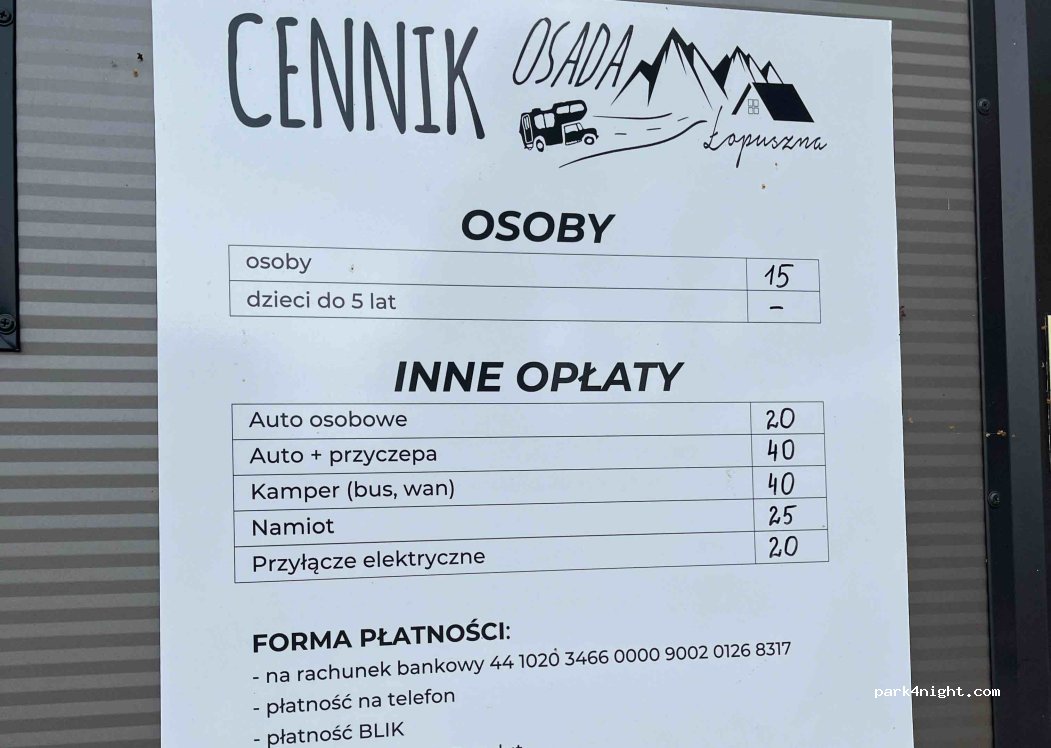 CENNIK
OSADA
Łopuszna
OSOBY
osoby 15
dzieci do 5 lat –
INNE OPŁATY
Auto osobowe 20
Auto + przyczepa 40
Kamper (bus, wan) 40
Namiot 25
Przyłącze elektryczne 20
FORMA PŁATNOŚCI:
- na rachunek bankowy 44 1020 3466 0000 9002 0126 8317
- płatność na telefon
- płatność BLIK
park4night.com